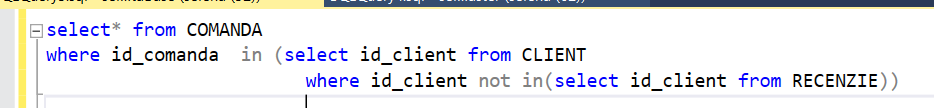 select* from COMANDA
where id_comanda  in (select id_client from CLIENT
where id_client not in(select id_client from RECENZIE))